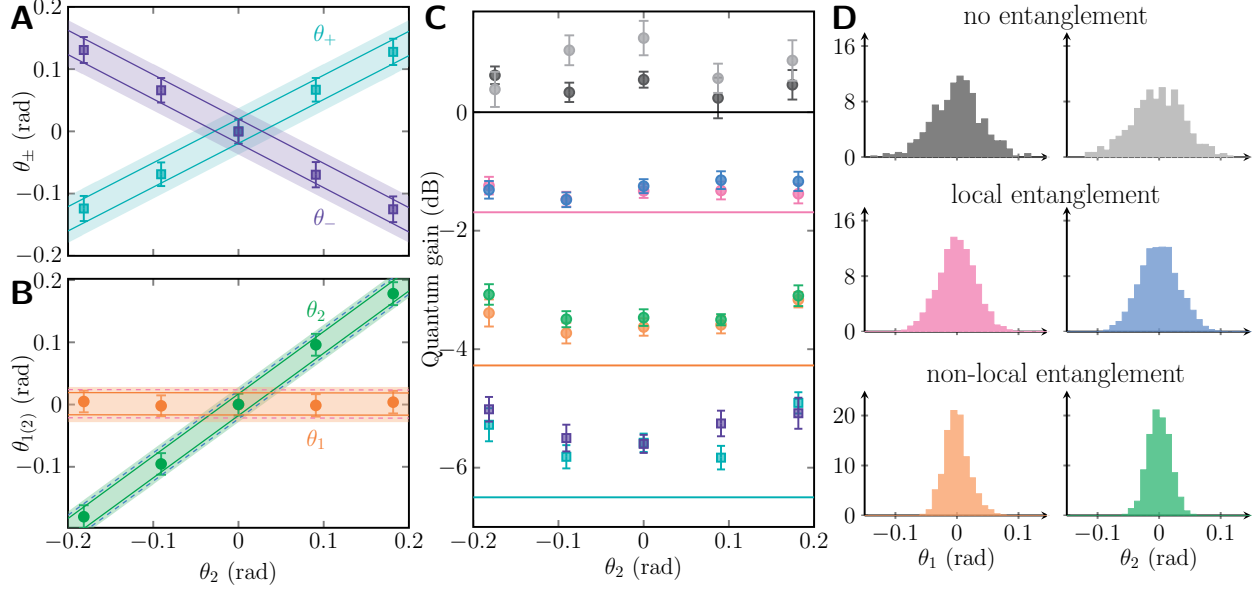 A
0.2
0.1
0
−0.1
−0.2
θ± (rad)
θ+
θ−
B
0.2
0.1
0
−0.1
θ1(2) (rad)
θ2
θ1
−0.2
−0.1
0
0.1
0.2
θ2 (rad)
C
0
−2
−4
−6
Quantum gain (dB)
−0.2
−0.1
0
0.1
0.2
θ2 (rad)
D
no entanglement
16
8
0
local entanglement
16
8
0
non-local entanglement
20
10
0
−0.1
0
0.1
−0.1
0
0.1
θ1 (rad)
θ2 (rad)